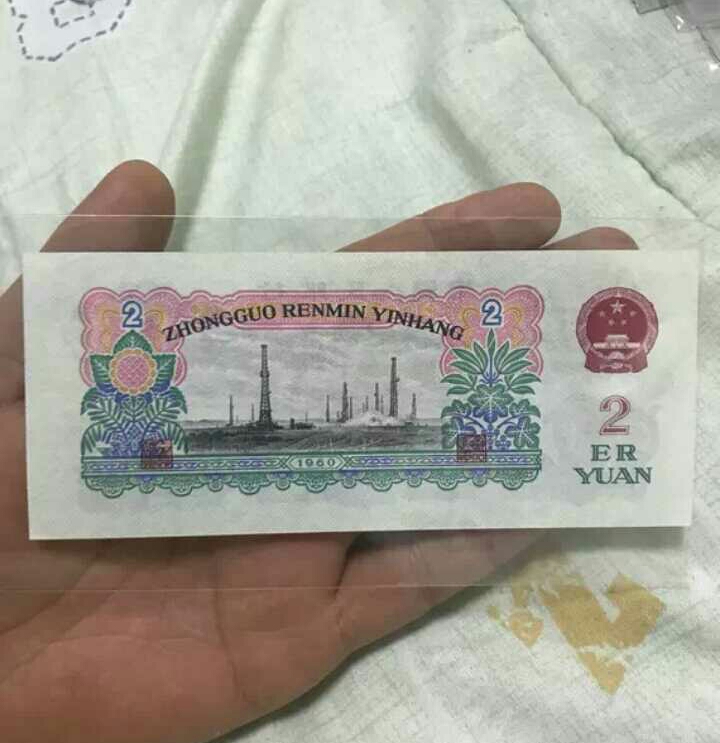 2 2
ZHONGGUO RENMIN YINHANG
1960
2
ER
YUAN